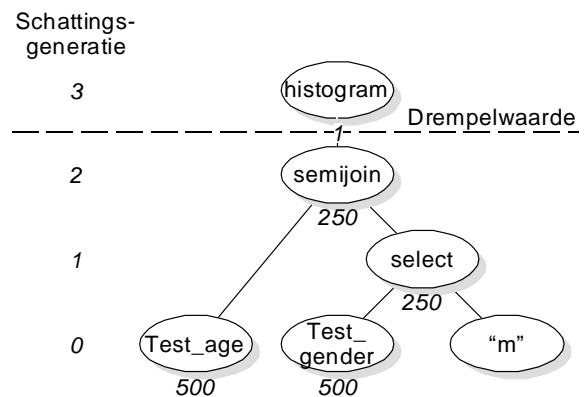 Schattings-
generatie
3
histogram
Drempelwaarde
1
2
semijoin
250
1
select
250
0
Test_age
Test_
gender
"m"
500
500